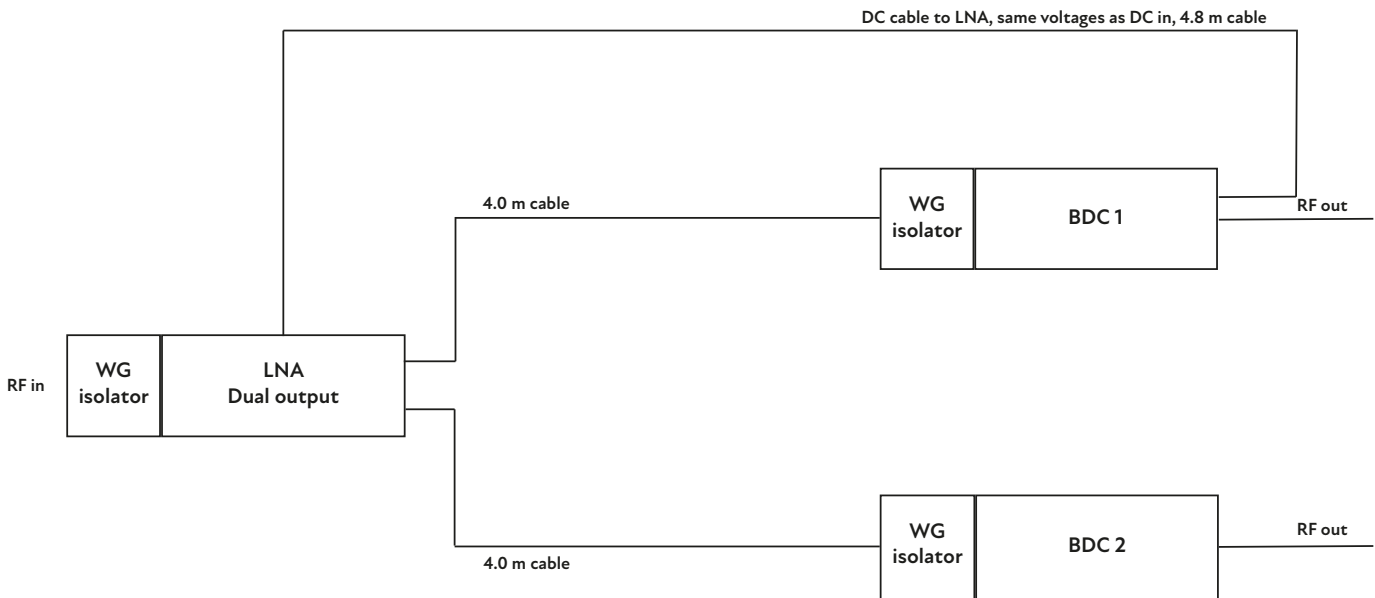 DC cable to LNA, same voltages as DC in, 4.8 m cable
4.0 m cable
WG
isolator
BDC 1
RF out
RF in
WG
isolator
LNA
Dual output
4.0 m cable
WG
isolator
BDC 2
RF out